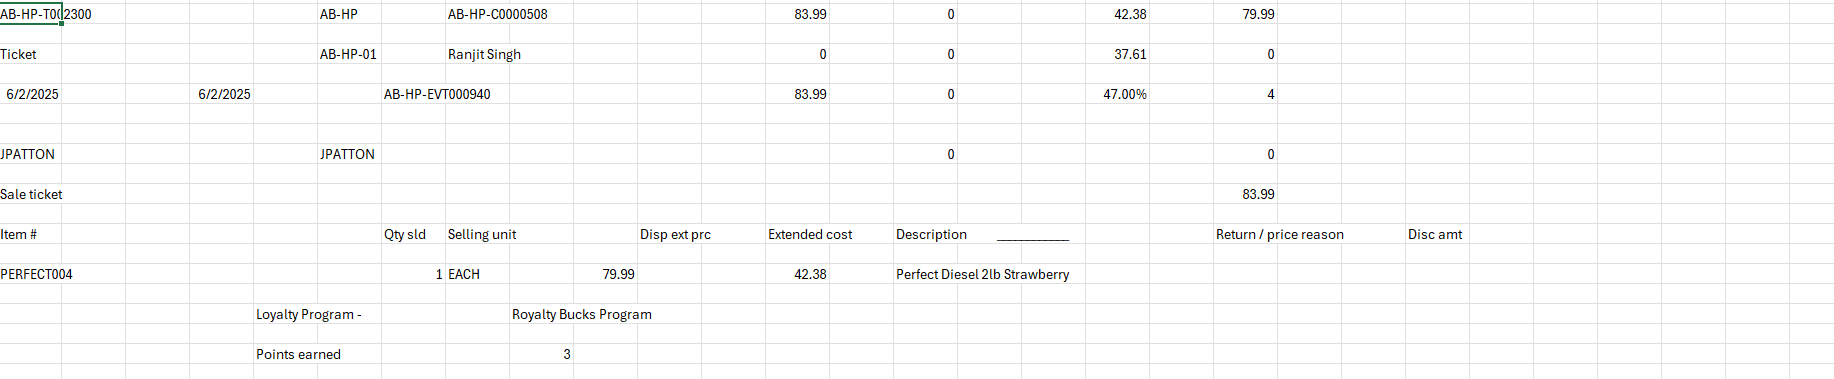 AB-HP-T002300 AB-HP AB-HP-C0000508 83.99 0 42.38 79.99
Ticket AB-HP-01 Ranjit Singh 0 0 37.61 0
6/2/2025 6/2/2025 AB-HP-EVT000940 83.99 0 47.00% 4
JPATTON JPATTON 0 0
Sale ticket 83.99
Item # Qty sld Selling unit Disp ext prc Extended cost Description ____________ Return / price reason Disc amt
PERFECT004 1 EACH 79.99 42.38 Perfect Diesel 2lb Strawberry
Loyalty Program - Royalty Bucks Program
Points earned 3